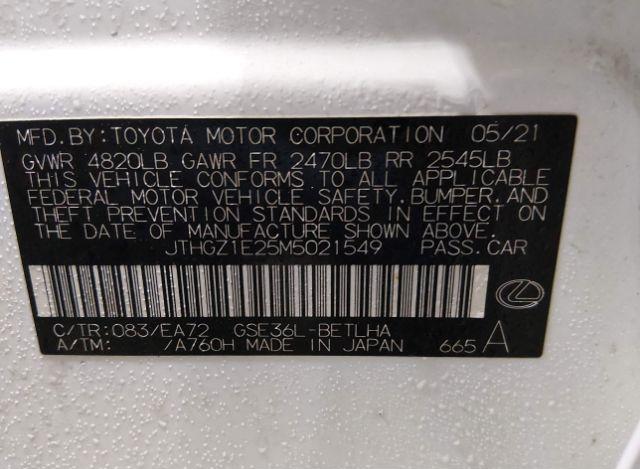 MFD.BY:TOYOTA MOTOR CORPORATION 05/21
GVWR 4820LB GAWR FR 2470LB RR 2545LB
THIS VEHICLE CONFORMS TO ALL APPLICABLE
FEDERAL MOTOR VEHICLE SAFETY,BUMPER,AND
THEFT PREVENTION STANDARDS IN EFFECT ON
THE DATE OF MANUFACTURE SHOWN ABOVE.
JTHGZ1E25M5021549 PASS.CAR
C/TR:083/EA72 GSE36L-BETLHA
A/TM: /A760H MADE IN JAPAN 665 A